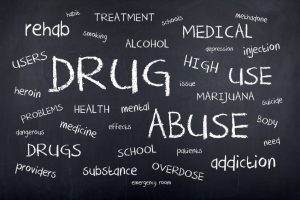 habit TREATMENT schools methadone
rehab smoking MEDICAL
ALCOHOL depression injection
USERS DRUG HIGH USE
heroin issue MARIJUANA
suicide
PROBLEMS HEALTH mental ABUSE BODY
dangerous medicine effects need
DRUGS SCHOOL patients addiction
providers substance OVERDOSE
emergency room